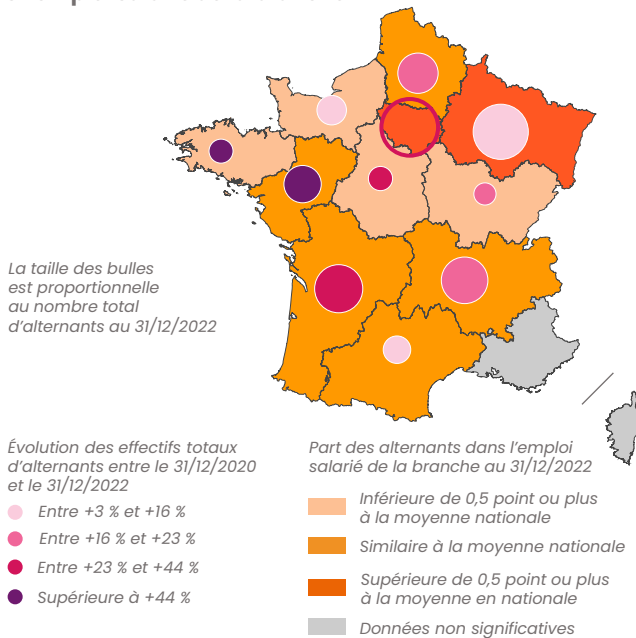 La taille des bulles
est proportionnelle
au nombre total
d'alternants au 31/12/2022
Évolution des effectifs totaux
d'alternants entre le 31/12/2020
et le 31/12/2022
Entre +3 % et +16 %
Entre +16 % et +23 %
Entre +23 % et +44 %
Supérieure à +44 %
Part des alternants dans l'emploi
salarié de la branche au 31/12/2022
Inférieure de 0,5 point ou plus
à la moyenne nationale
Similaire à la moyenne nationale
Supérieure de 0,5 point ou plus
à la moyenne en nationale
Données non significatives